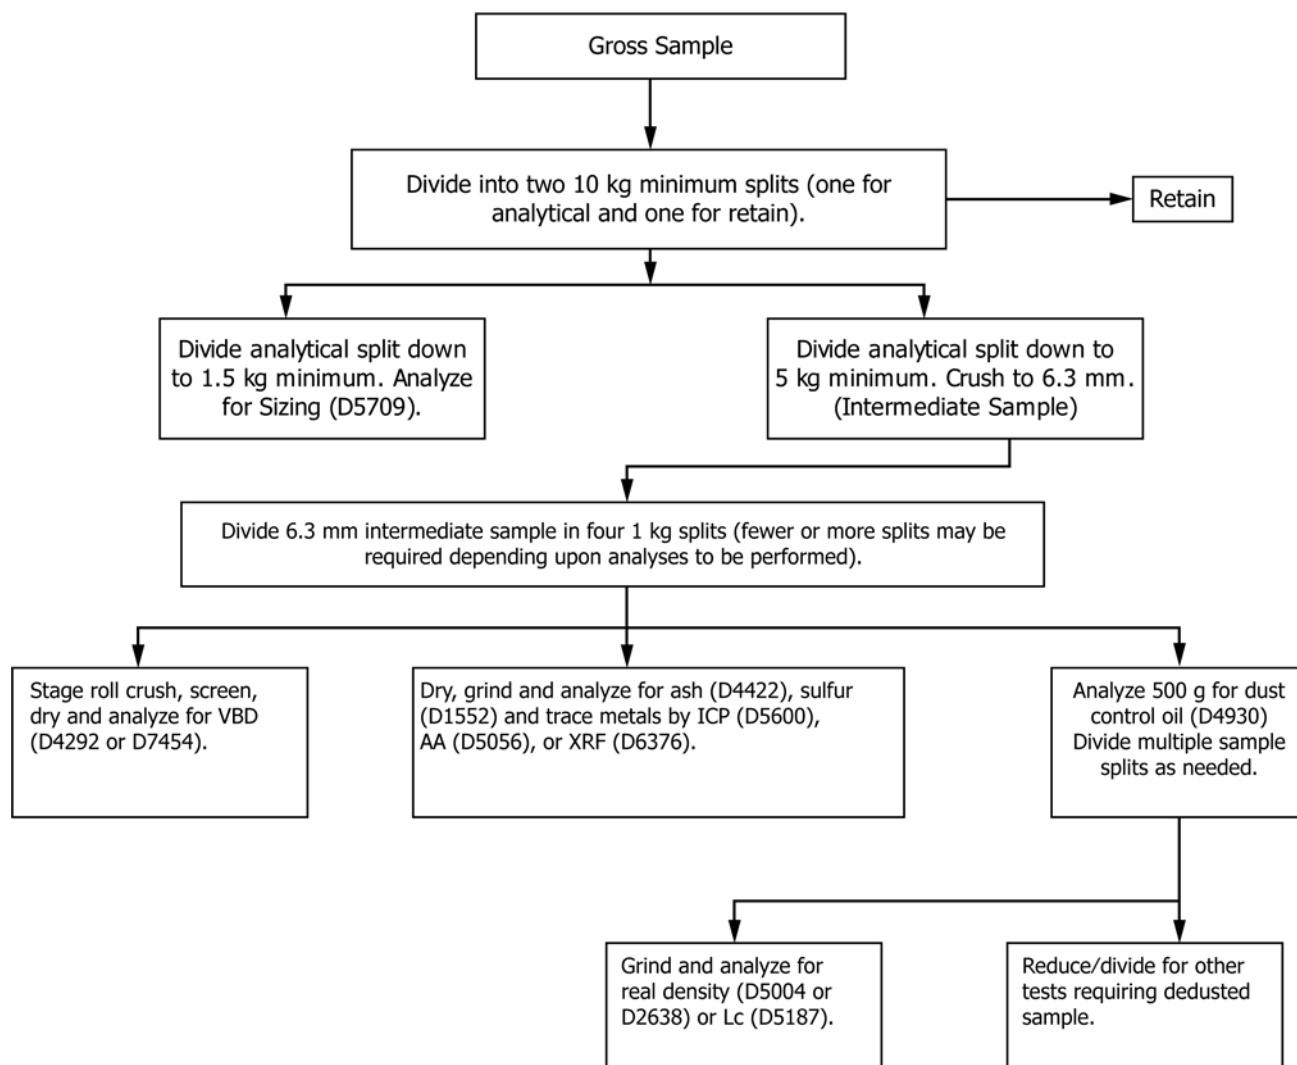 Gross Sample
Divide into two 10 kg minimum splits (one for
analytical and one for retain).
Retain
Divide analytical split down
to 1.5 kg minimum. Analyze
for Sizing (D5709).
Divide analytical split down to
5 kg minimum. Crush to 6.3 mm.
(Intermediate Sample)
Divide 6.3 mm intermediate sample in four 1 kg splits (fewer or more splits may be
required depending upon analyses to be performed).
Stage roll crush, screen,
dry and analyze for VBD
(D4292 or D7454).
Dry, grind and analyze for ash (D4422), sulfur
(D1552) and trace metals by ICP (D5600),
AA (D5056), or XRF (D6376).
Analyze 500 g for dust
control oil (D4930)
Divide multiple sample
splits as needed.
Grind and analyze for
real density (D5004 or
D2638) or Lc (D5187).
Reduce/divide for other
tests requiring dedusted
sample.